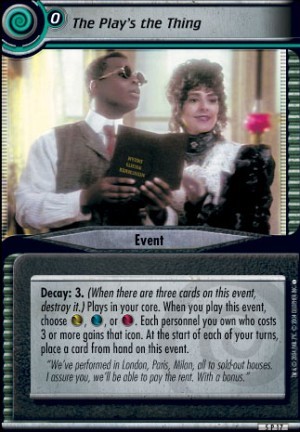 0 The Play's the Thing
Event
Decay: 3. (When there are three cards on this event,
destroy it.) Plays in your core. When you play this event,
choose , , or . Each personnel you own who costs
3 or more gains that icon. At the start of each of your turns,
place a card from hand on this event.
"We've performed in London, Paris, Milan, all to sold-out houses.
I assure you, we'll be able to pay the rent. With a bonus."